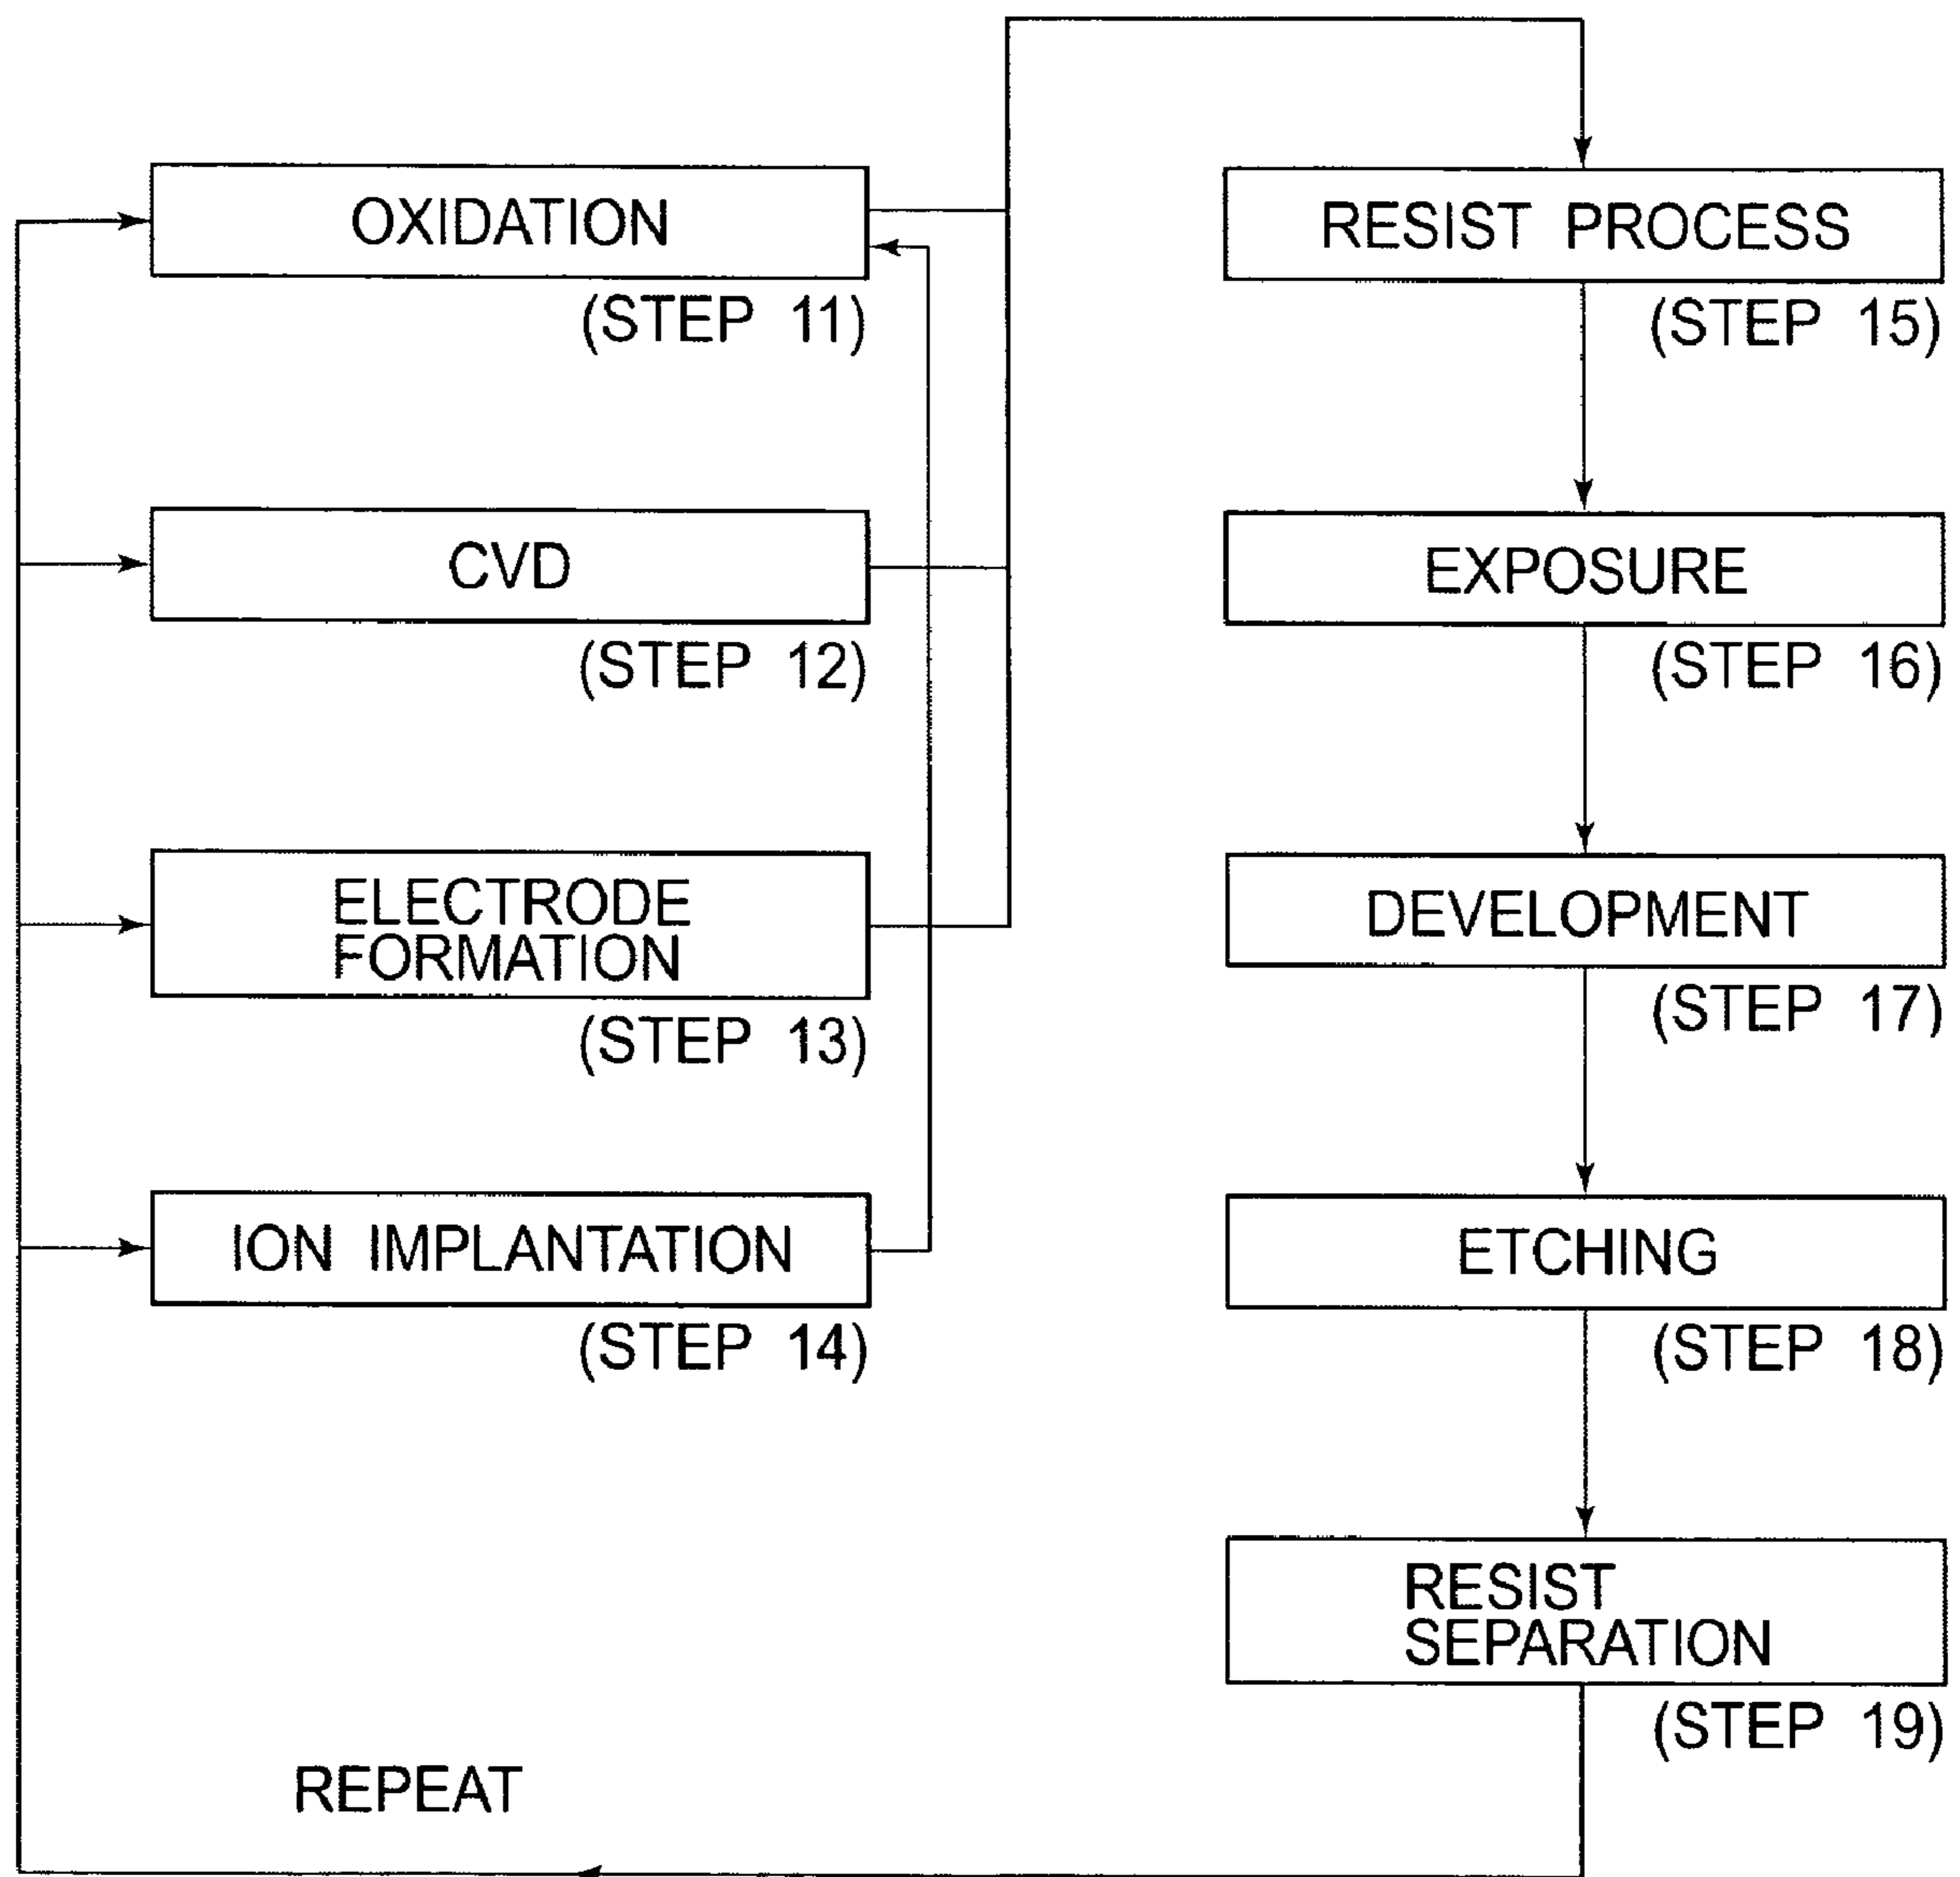 OXIDATION
(STEP 11)
CVD
(STEP 12)
ELECTRODE
FORMATION
(STEP 13)
ION IMPLANTATION
(STEP 14)
RESIST PROCESS
(STEP 15)
EXPOSURE
(STEP 16)
DEVELOPMENT
(STEP 17)
ETCHING
(STEP 18)
RESIST
SEPARATION
(STEP 19)
REPEAT